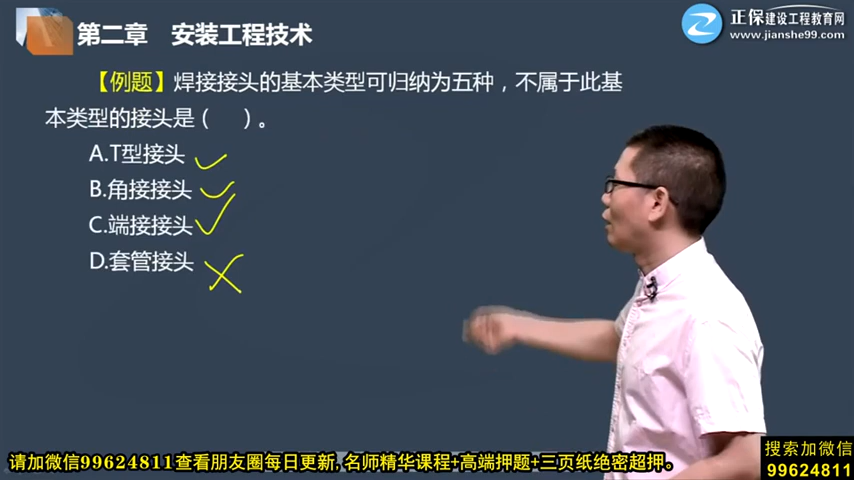 第二章 安装工程技术
正保建设工程教育网
www.jianshe99.com
【例题】焊接接头的基本类型可归纳为五种，不属于此基
本类型的接头是（ ）。
A.T型接头
B.角接接头
C.端接接头
D.套管接头
请加微信99624811查看朋友圈每日更新,名师精华课程+高端押题+三页纸绝密超押。
搜索加微信
99624811